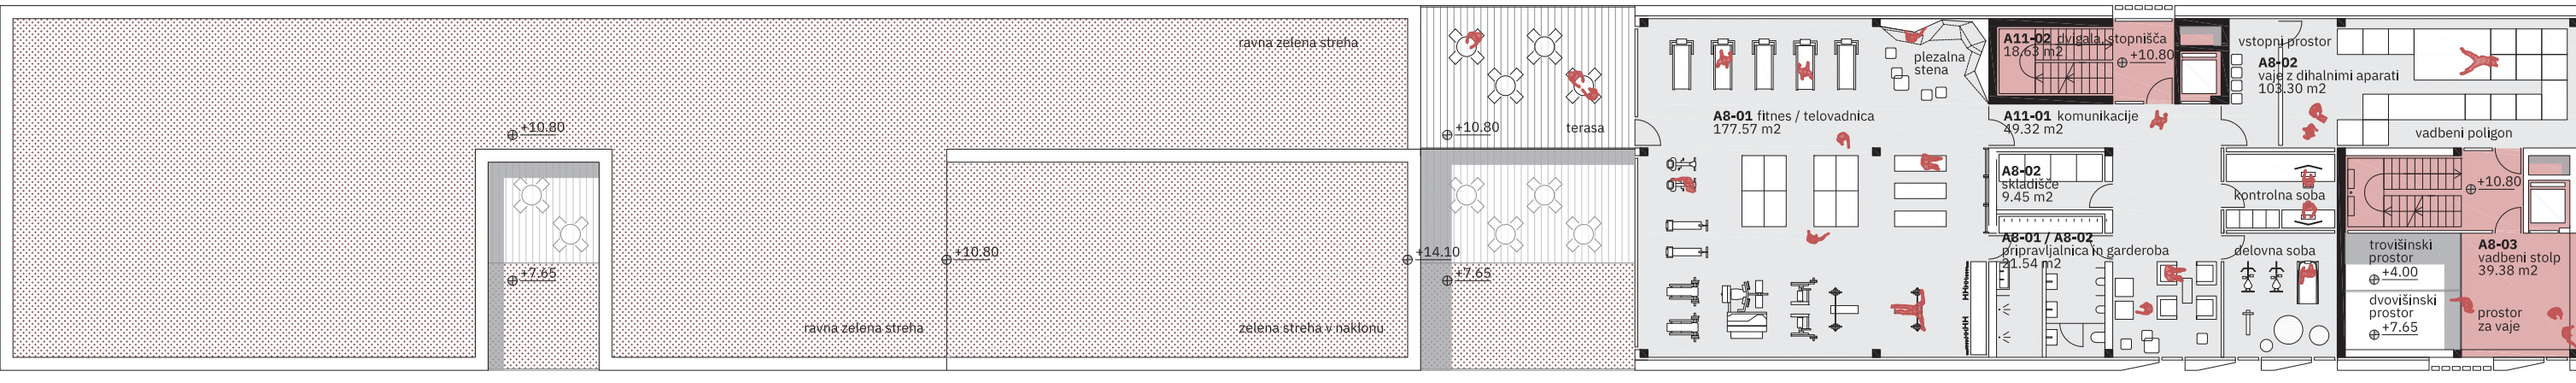 ravna zelena streha
+10.80
+7.65
ravna zelena streha
+10.80
zelena streha v naklonu
+14.10
+10.80
terasa
+7.65
A8-01 fitnes / telovadnica
177.57 m2
plezalna
stena
A11-02 dvigala, stopnišča
18.63 m2
+10.80
A11-01 komunikacije
49.32 m2
A8-02
skladišče
9.45 m2
A8-01 / A8-02
pripravljalnica in garderoba
21.54 m2
vstopni prostor
A8-02
vaje z dihalnimi aparati
103.30 m2
vadbeni poligon
kontrolna soba
delovna soba
+10.80
trovišinski
prostor
+4.00
dvovišinski
prostor
+7.65
A8-03
vadbeni stolp
39.38 m2
prostor
za vaje